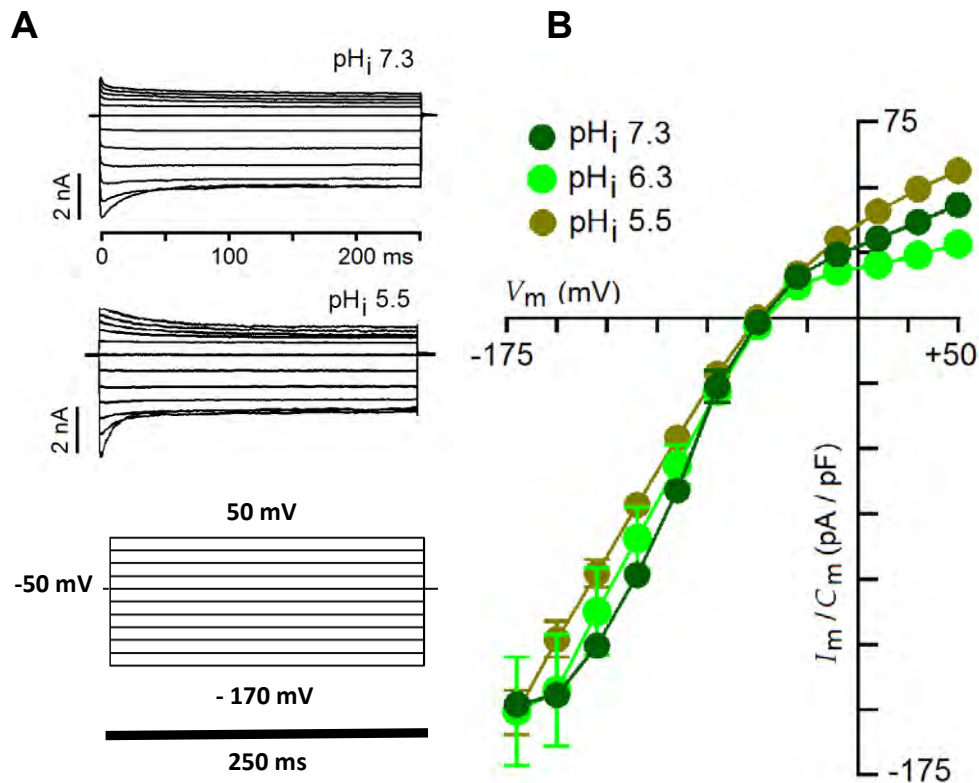 A
pHi 7.3
2 nA
0 100 200 ms
pHi 5.5
2 nA
50 mV
-50 mV
- 170 mV
250 ms
B
pHi 7.3
pHi 6.3
pHi 5.5
75
Vm (mV)
-175
+50
Im / Cm (pA / pF)
-175